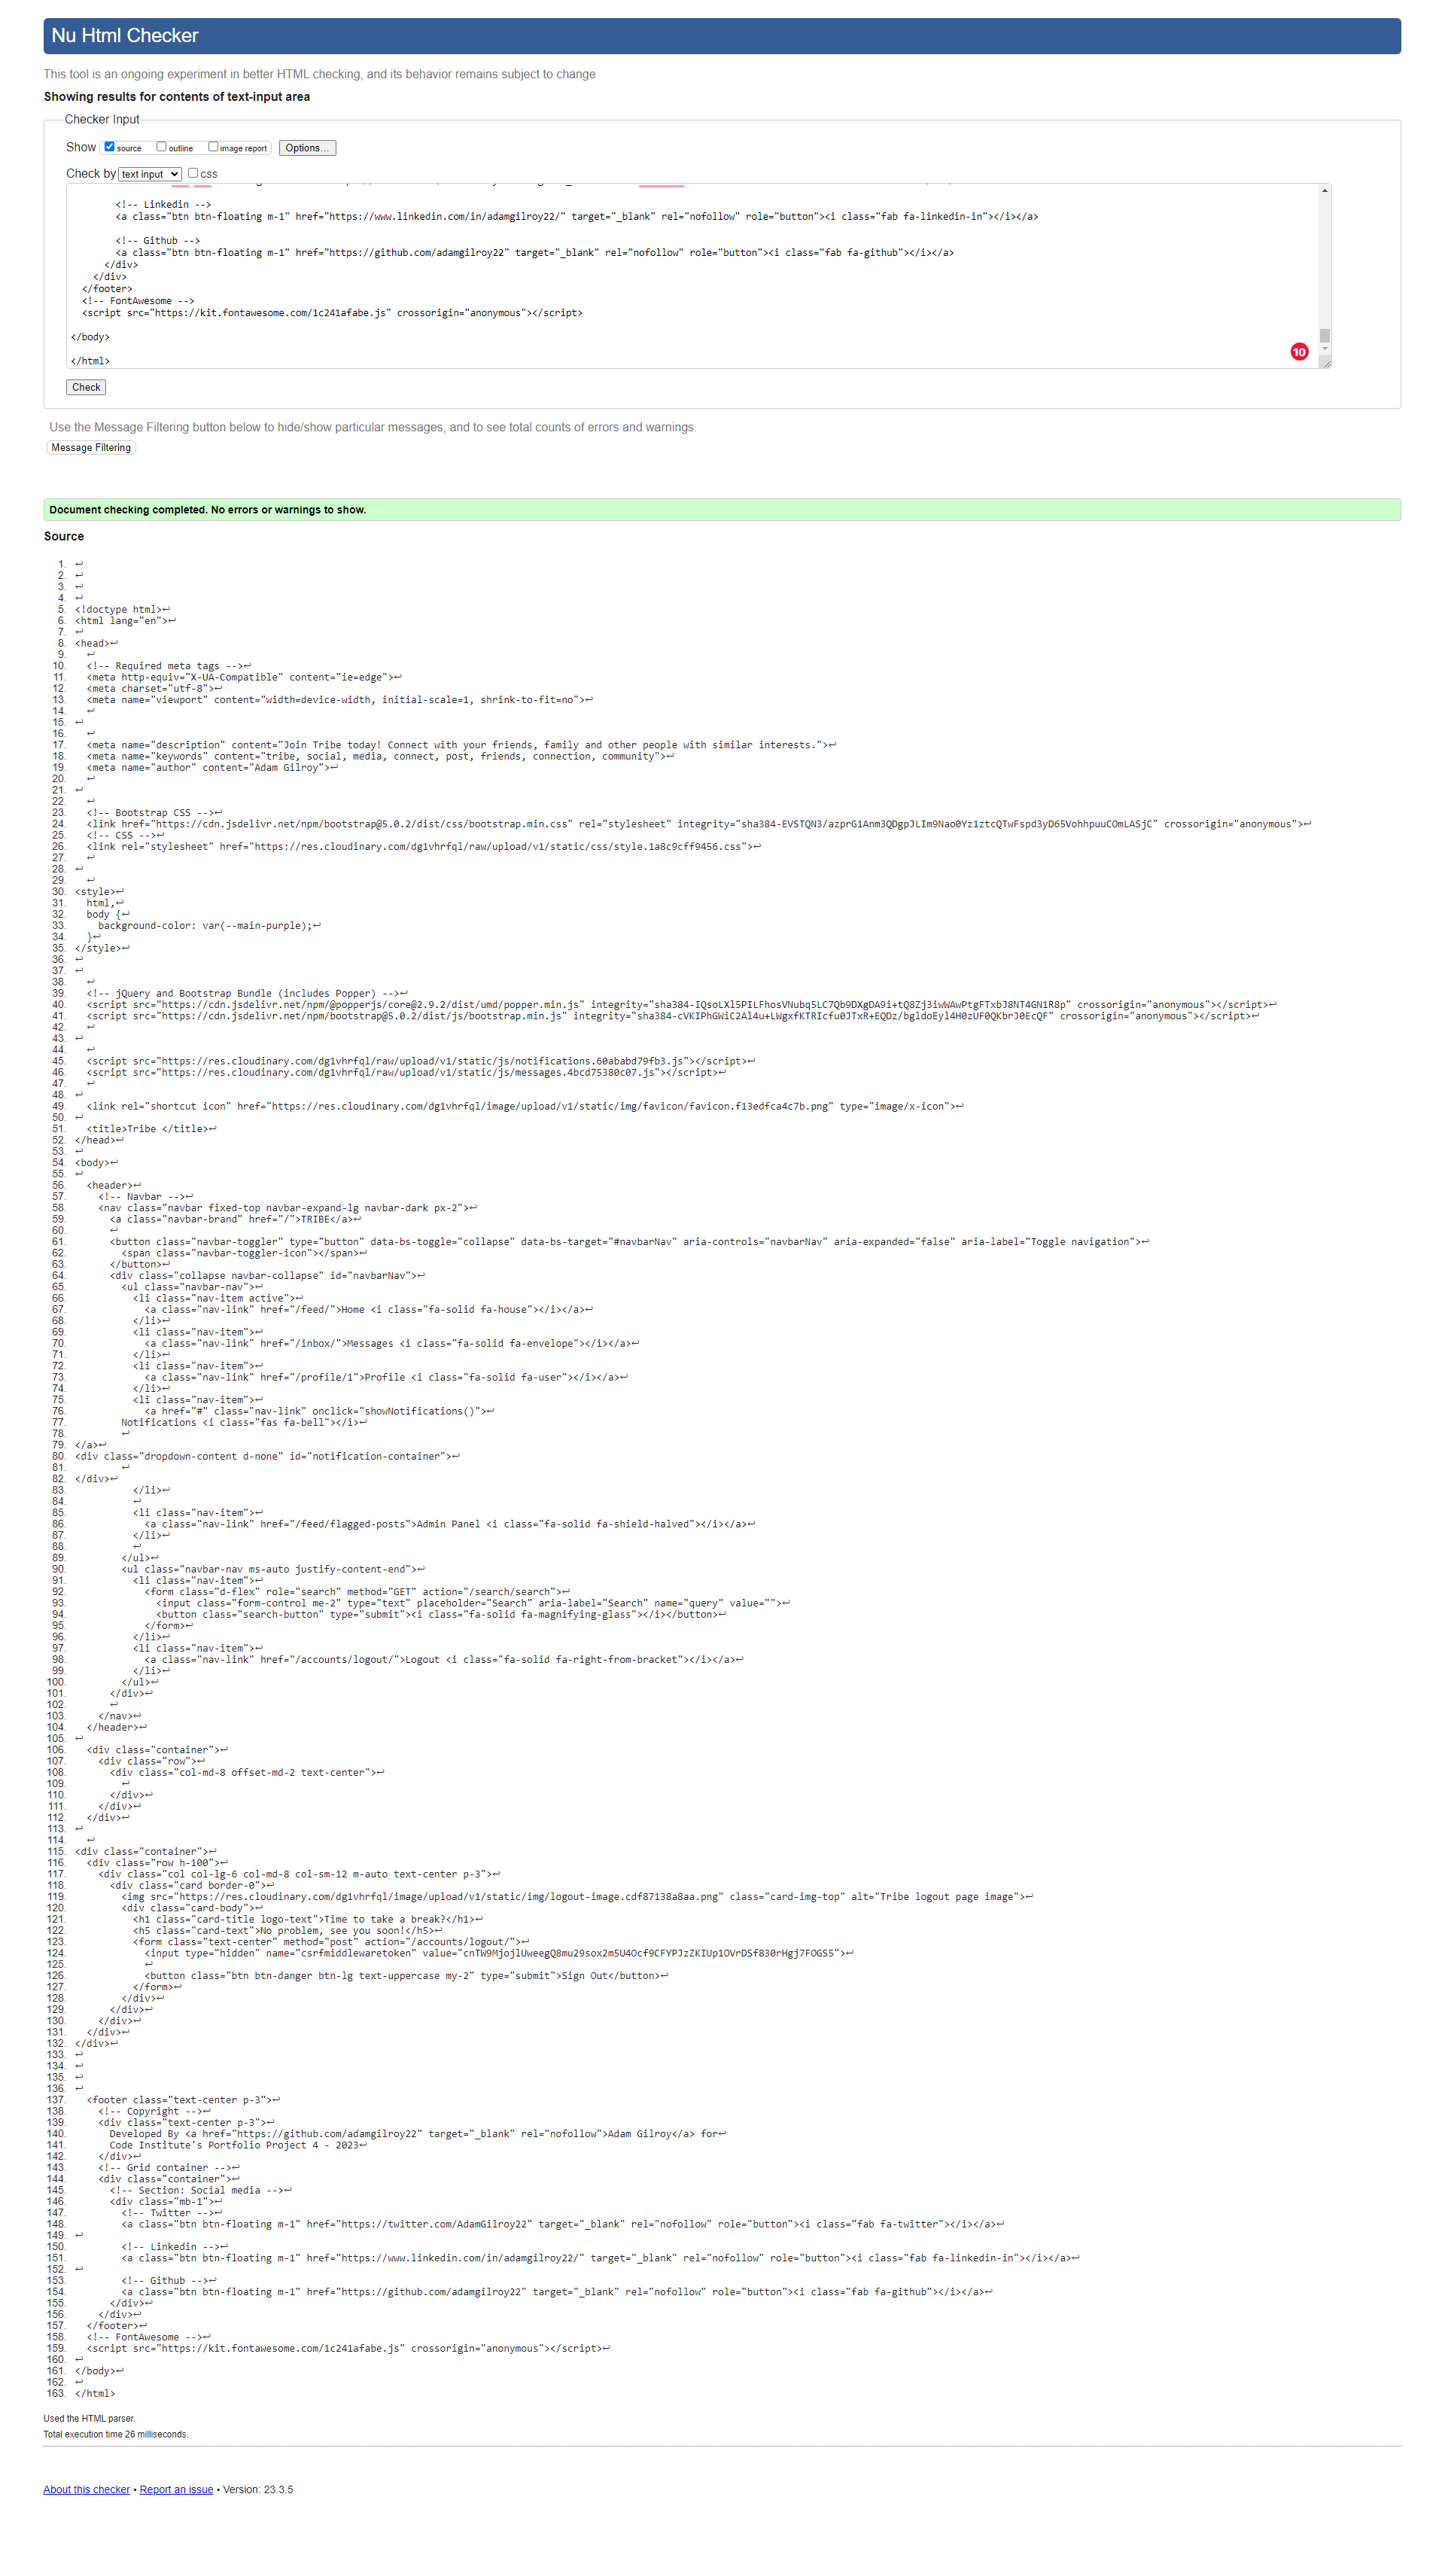 Nu Html Checker
This tool is an ongoing experiment in better HTML checking, and its behavior remains subject to change
Showing results for contents of text-input area
Checker Input
Show source outline image report Options...
Check by text input css
<!-- Linkedin -->
<a class="btn btn-floating m-1" href="https://www.linkedin.com/in/adamgilroy22/" target="_blank" rel="nofollow" role="button"><i class="fab fa-linkedin-in"></i></a>
<!-- Github -->
<a class="btn btn-floating m-1" href="https://github.com/adamgilroy22" target="_blank" rel="nofollow" role="button"><i class="fab fa-github"></i></a>
</div>
</div>
</footer>
<!-- FontAwesome -->
<script src="https://kit.fontawesome.com/1c241afabe.js" crossorigin="anonymous"></script>
</body>
</html>
10
Check
Use the Message Filtering button below to hide/show particular messages, and to see total counts of errors and warnings.
Message Filtering
Document checking completed. No errors or warnings to show.
Source
1. ↩
2. ↩
3. ↩
4. ↩
5. <!doctype html>↩
6. <html lang="en">↩
7. ↩
8. <head>↩
9. ↩
10. <!-- Required meta tags -->↩
11. <meta http-equiv="X-UA-Compatible" content="ie=edge">↩
12. <meta charset="utf-8">↩
13. <meta name="viewport" content="width=device-width, initial-scale=1, shrink-to-fit=no">↩
14. ↩
15. ↩
16. ↩
17. <meta name="description" content="Join Tribe today! Connect with your friends, family and other people with similar interests.">↩
18. <meta name="keywords" content="tribe, social, media, connect, post, friends, connection, community">↩
19. <meta name="author" content="Adam Gilroy">↩
20. ↩
21. ↩
22. ↩
23. <!-- Bootstrap CSS -->↩
24. <link href="https://cdn.jsdelivr.net/npm/bootstrap@5.0.2/dist/css/bootstrap.min.css" rel="stylesheet" integrity="sha384-EVSTQN3/azprG1Anm3QDgpJLIm9Nao0Yz1ztcQTwFspd3yD65VohhpuuCOmLASjC" crossorigin="anonymous">↩
25. <!-- CSS -->↩
26. <link rel="stylesheet" href="https://res.cloudinary.com/dg1vhrfql/raw/upload/v1/static/css/style.1a8c9cff9456.css">↩
27. ↩
28. ↩
29. ↩
30. <style>↩
31. html,↩
32. body {↩
33. background-color: var(--main-purple);↩
34. }↩
35. </style>↩
36. ↩
37. ↩
38. ↩
39. <!-- jQuery and Bootstrap Bundle (includes Popper) -->↩
40. <script src="https://cdn.jsdelivr.net/npm/@popperjs/core@2.9.2/dist/umd/popper.min.js" integrity="sha384-IQsoLXl5PILFhosVNubq5LC7Qb9DXgDA9i+tQ8Zj3iwWAwPtgFTxbJ8NT4GN1R8p" crossorigin="anonymous"></script>↩
41. <script src="https://cdn.jsdelivr.net/npm/bootstrap@5.0.2/dist/js/bootstrap.min.js" integrity="sha384-cVKIPhGWiC2Al4u+LWgxfKTRIcfu0JTxR+EQDz/bgldoEyl4H0zUF0QKbrJ0EcQF" crossorigin="anonymous"></script>↩
42. ↩
43. ↩
44. ↩
45. <script src="https://res.cloudinary.com/dg1vhrfql/raw/upload/v1/static/js/notifications.60ababd79fb3.js"></script>↩
46. <script src="https://res.cloudinary.com/dg1vhrfql/raw/upload/v1/static/js/messages.4bcd75380c07.js"></script>↩
47. ↩
48. ↩
49. <link rel="shortcut icon" href="https://res.cloudinary.com/dg1vhrfql/image/upload/v1/static/img/favicon/favicon.f13edfca4c7b.png" type="image/x-icon">↩
50. ↩
51. <title>Tribe </title>↩
52. </head>↩
53. ↩
54. <body>↩
55. ↩
56. <header>↩
57. <!-- Navbar -->↩
58. <nav class="navbar fixed-top navbar-expand-lg navbar-dark px-2">↩
59. <a class="navbar-brand" href="/">TRIBE</a>↩
60. ↩
61. <button class="navbar-toggler" type="button" data-bs-toggle="collapse" data-bs-target="#navbarNav" aria-controls="navbarNav" aria-expanded="false" aria-label="Toggle navigation">↩
62. <span class="navbar-toggler-icon"></span>↩
63. </button>↩
64. <div class="collapse navbar-collapse" id="navbarNav">↩
65. <ul class="navbar-nav">↩
66. <li class="nav-item active">↩
67. <a class="nav-link" href="/feed/">Home <i class="fa-solid fa-house"></i></a>↩
68. </li>↩
69. <li class="nav-item">↩
70. <a class="nav-link" href="/inbox/">Messages <i class="fa-solid fa-envelope"></i></a>↩
71. </li>↩
72. <li class="nav-item">↩
73. <a class="nav-link" href="/profile/1">Profile <i class="fa-solid fa-user"></i></a>↩
74. </li>↩
75. <li class="nav-item">↩
76. <a href="#" class="nav-link" onclick="showNotifications()">↩
77. Notifications <i class="fas fa-bell"></i>↩
78. ↩
79. </a>↩
80. <div class="dropdown-content d-none" id="notification-container">↩
81. ↩
82. </div>↩
83. </li>↩
84. ↩
85. <li class="nav-item">↩
86. <a class="nav-link" href="/feed/flagged-posts">Admin Panel <i class="fa-solid fa-shield-halved"></i></a>↩
87. </li>↩
88. ↩
89. </ul>↩
90. <ul class="navbar-nav ms-auto justify-content-end">↩
91. <li class="nav-item">↩
92. <form class="d-flex" role="search" method="GET" action="/search/search">↩
93. <input class="form-control me-2" type="text" placeholder="Search" aria-label="Search" name="query" value="">↩
94. <button class="search-button" type="submit"><i class="fa-solid fa-magnifying-glass"></i></button>↩
95. </form>↩
96. </li>↩
97. <li class="nav-item">↩
98. <a class="nav-link" href="/accounts/logout/">Logout <i class="fa-solid fa-right-from-bracket"></i></a>↩
99. </li>↩
100. </ul>↩
101. </div>↩
102. ↩
103. </nav>↩
104. </header>↩
105. ↩
106. <div class="container">↩
107. <div class="row">↩
108. <div class="col-md-8 offset-md-2 text-center">↩
109. ↩
110. </div>↩
111. </div>↩
112. </div>↩
113. ↩
114. ↩
115. <div class="container">↩
116. <div class="row h-100">↩
117. <div class="col col-lg-6 col-md-8 col-sm-12 m-auto text-center p-3">↩
118. <div class="card border-0">↩
119. <img src="https://res.cloudinary.com/dg1vhrfql/image/upload/v1/static/img/logout-image.cdf87138a8aa.png" class="card-img-top" alt="Tribe logout page image">↩
120. <div class="card-body">↩
121. <h1 class="card-title logo-text">Time to take a break?</h1>↩
122. <h5 class="card-text">No problem, see you soon!</h5>↩
123. <form class="text-center" method="post" action="/accounts/logout/">↩
124. <input type="hidden" name="csrfmiddlewaretoken" value="cnTW9MjojlUweegQ8mu29sox2m5U4Ocf9CFYPJzZKIUp1OVrDSf830rHgj7FOGS5">↩
125. ↩
126. <button class="btn btn-danger btn-lg text-uppercase my-2" type="submit">Sign Out</button>↩
127. </form>↩
128. </div>↩
129. </div>↩
130. </div>↩
131. </div>↩
132. </div>↩
133. ↩
134. ↩
135. ↩
136. ↩
137. <footer class="text-center p-3">↩
138. <!-- Copyright -->↩
139. <div class="text-center p-3">↩
140. Developed By <a href="https://github.com/adamgilroy22" target="_blank" rel="nofollow">Adam Gilroy</a> for↩
141. Code Institute's Portfolio Project 4 - 2023↩
142. </div>↩
143. <!-- Grid container -->↩
144. <div class="container">↩
145. <!-- Section: Social media -->↩
146. <div class="mb-1">↩
147. <!-- Twitter -->↩
148. <a class="btn btn-floating m-1" href="https://twitter.com/AdamGilroy22" target="_blank" rel="nofollow" role="button"><i class="fab fa-twitter"></i></a>↩
149. ↩
150. <!-- Linkedin -->↩
151. <a class="btn btn-floating m-1" href="https://www.linkedin.com/in/adamgilroy22/" target="_blank" rel="nofollow" role="button"><i class="fab fa-linkedin-in"></i></a>↩
152. ↩
153. <!-- Github -->↩
154. <a class="btn btn-floating m-1" href="https://github.com/adamgilroy22" target="_blank" rel="nofollow" role="button"><i class="fab fa-github"></i></a>↩
155. </div>↩
156. </div>↩
157. </footer>↩
158. <!-- FontAwesome -->↩
159. <script src="https://kit.fontawesome.com/1c241afabe.js" crossorigin="anonymous"></script>↩
160. ↩
161. </body>↩
162. ↩
163. </html>
Used the HTML parser.
Total execution time 26 milliseconds.
About this checker • Report an issue • Version: 23.3.5